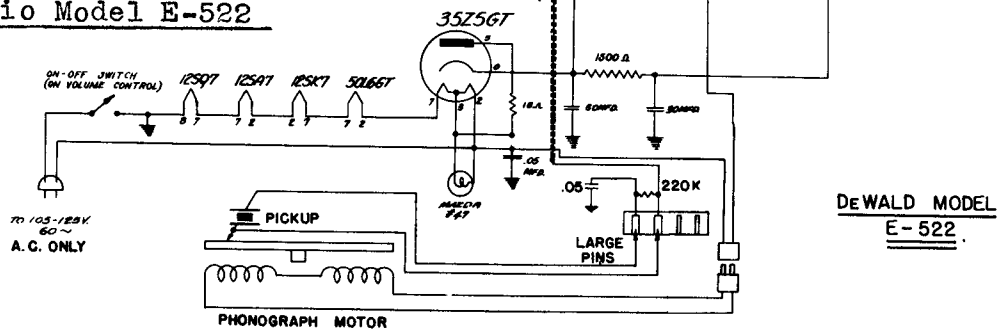 io Model E-522
35Z5GT
5
6
7
3
2
ON-OFF SWITCH
(ON VOLUME CONTROL)
12SQ7
12SA7
12SK7
50L6GT
8 7
7 2
2 7
7 2
15Ω
1500 Ω
50MFD.
30MFD.
.05
MFD.
MAZDA
#47
TO 105-125V.
60~
A.C. ONLY
PICKUP
.05
220K
LARGE
PINS
PHONOGRAPH MOTOR
DEWALD MODEL
E-522.